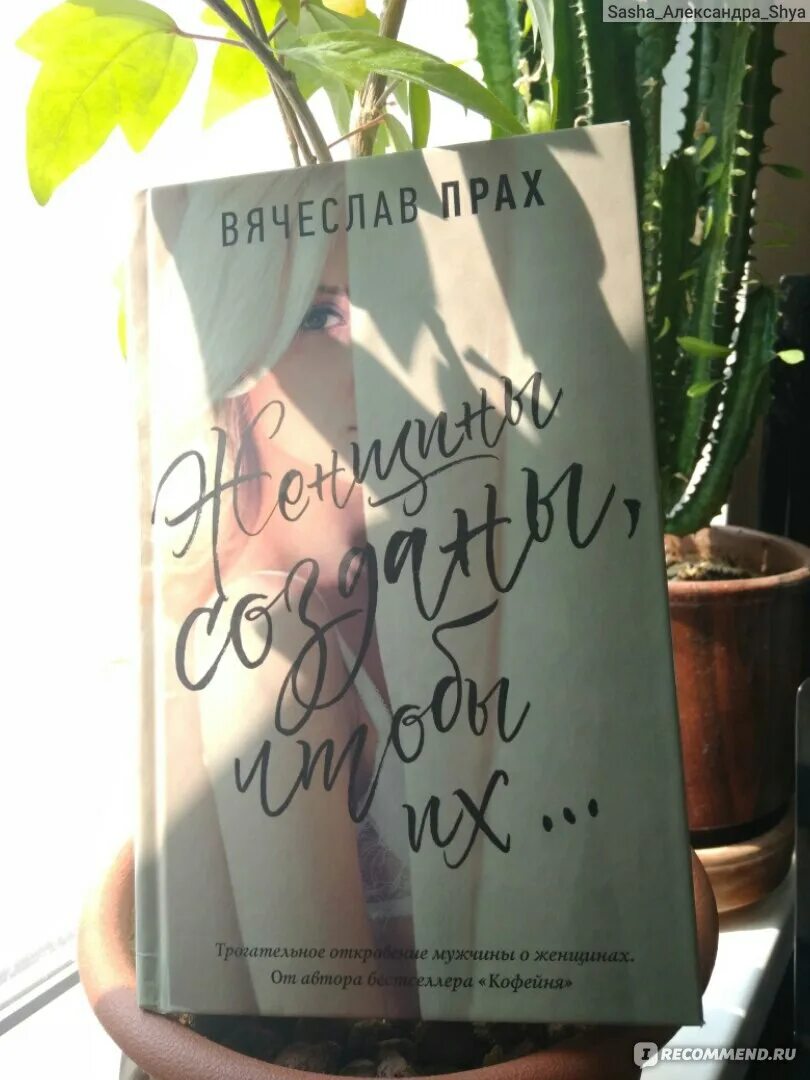 Sasha_Александра_Shya
ВЯЧЕСЛАВ ПРАХ
Женщины
созданы,
чтобы
их ...
Трогательное откровение мужчины о женщинах.
От автора бестселлера «Кофейня»
RECOMMEND.RU